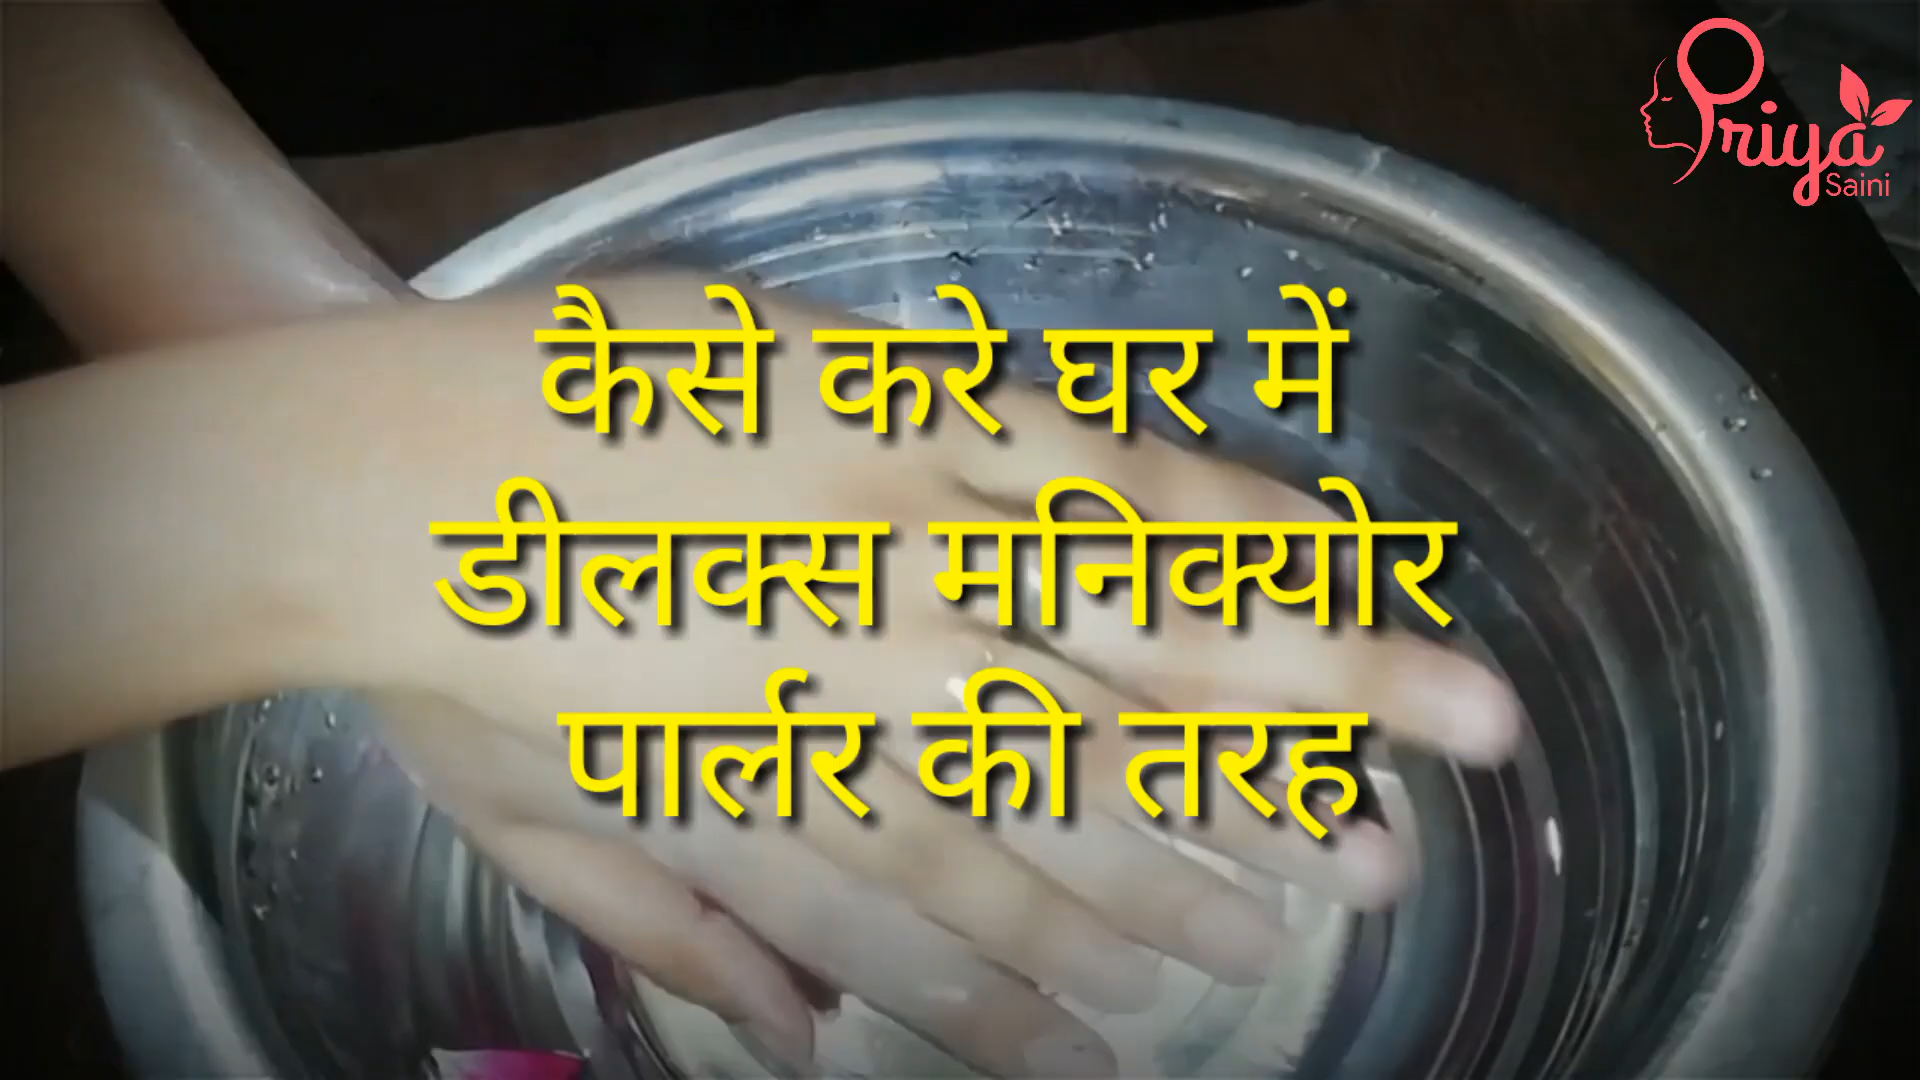 Priya
Saini
कैसे करे घर में
डीलक्स मनिक्योर
पार्लर की तरह